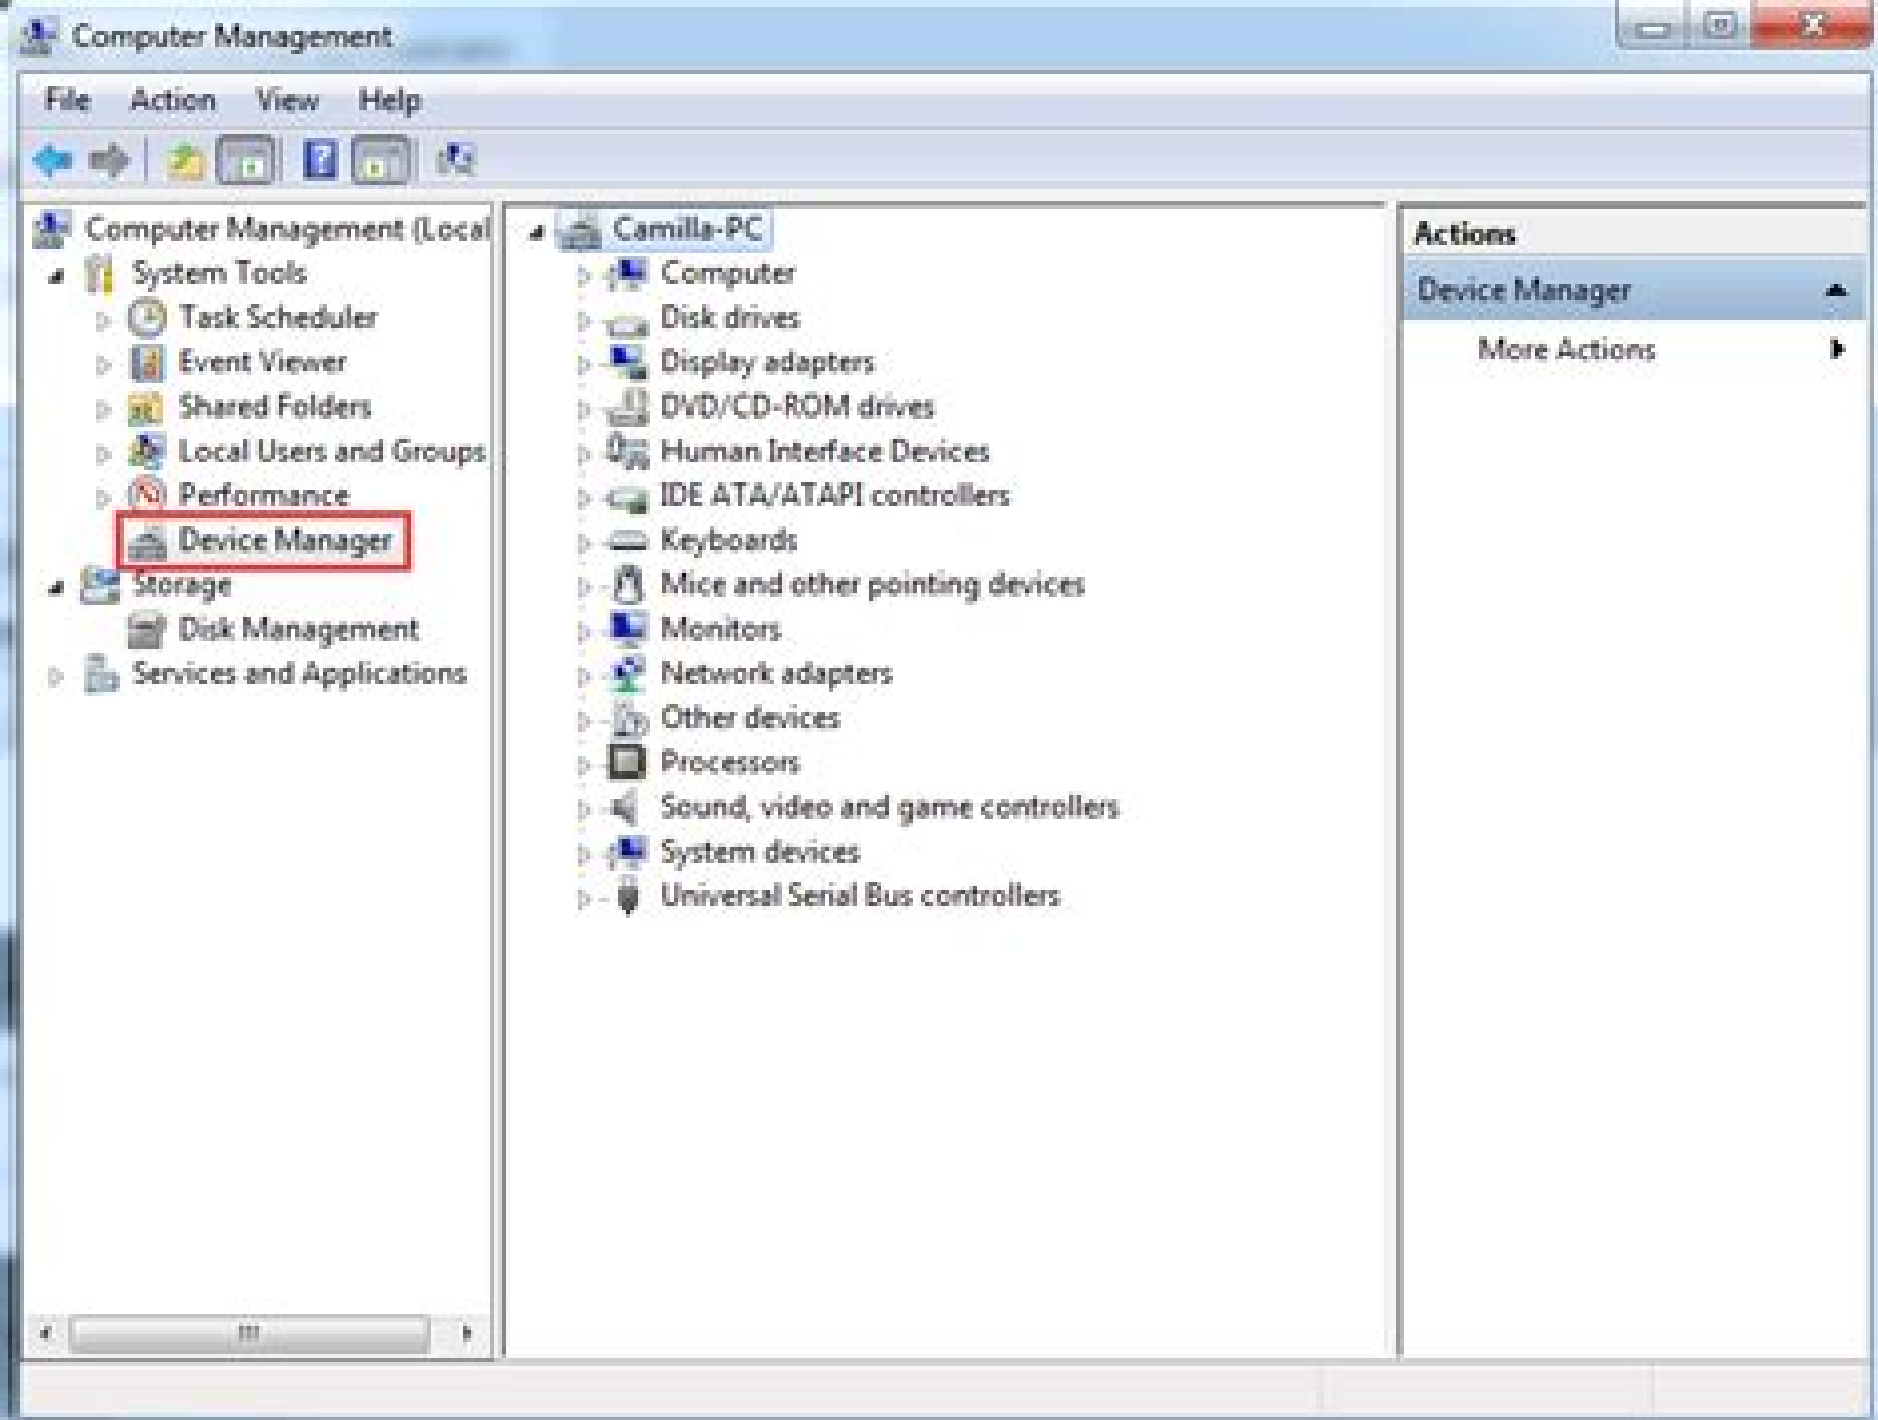 Computer Management
File Action View Help
Computer Management (Local
System Tools
Task Scheduler
Event Viewer
Shared Folders
Local Users and Groups
Performance
Device Manager
Storage
Disk Management
Services and Applications
Camilla-PC
Computer
Disk drives
Display adapters
DVD/CD-ROM drives
Human Interface Devices
IDE ATA/ATAPI controllers
Keyboards
Mice and other pointing devices
Monitors
Network adapters
Other devices
Processors
Sound, video and game controllers
System devices
Universal Serial Bus controllers
Actions
Device Manager
More Actions